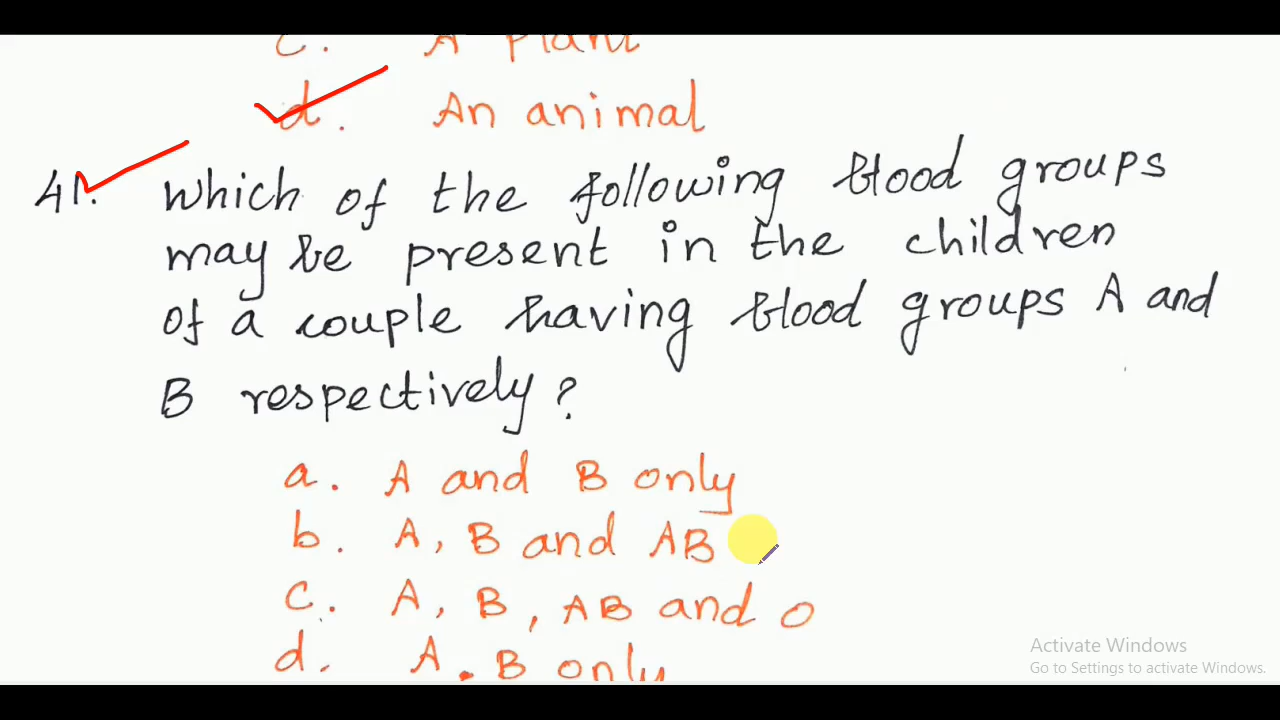 c. A plant
d. An animal
41. Which of the following blood groups
may be present in the children
of a couple having blood groups A and
B respectively?
a. A and B only
b. A, B and AB
c. A, B, AB and O
d. A. B only
Activate Windows
Go to Settings to activate Windows.